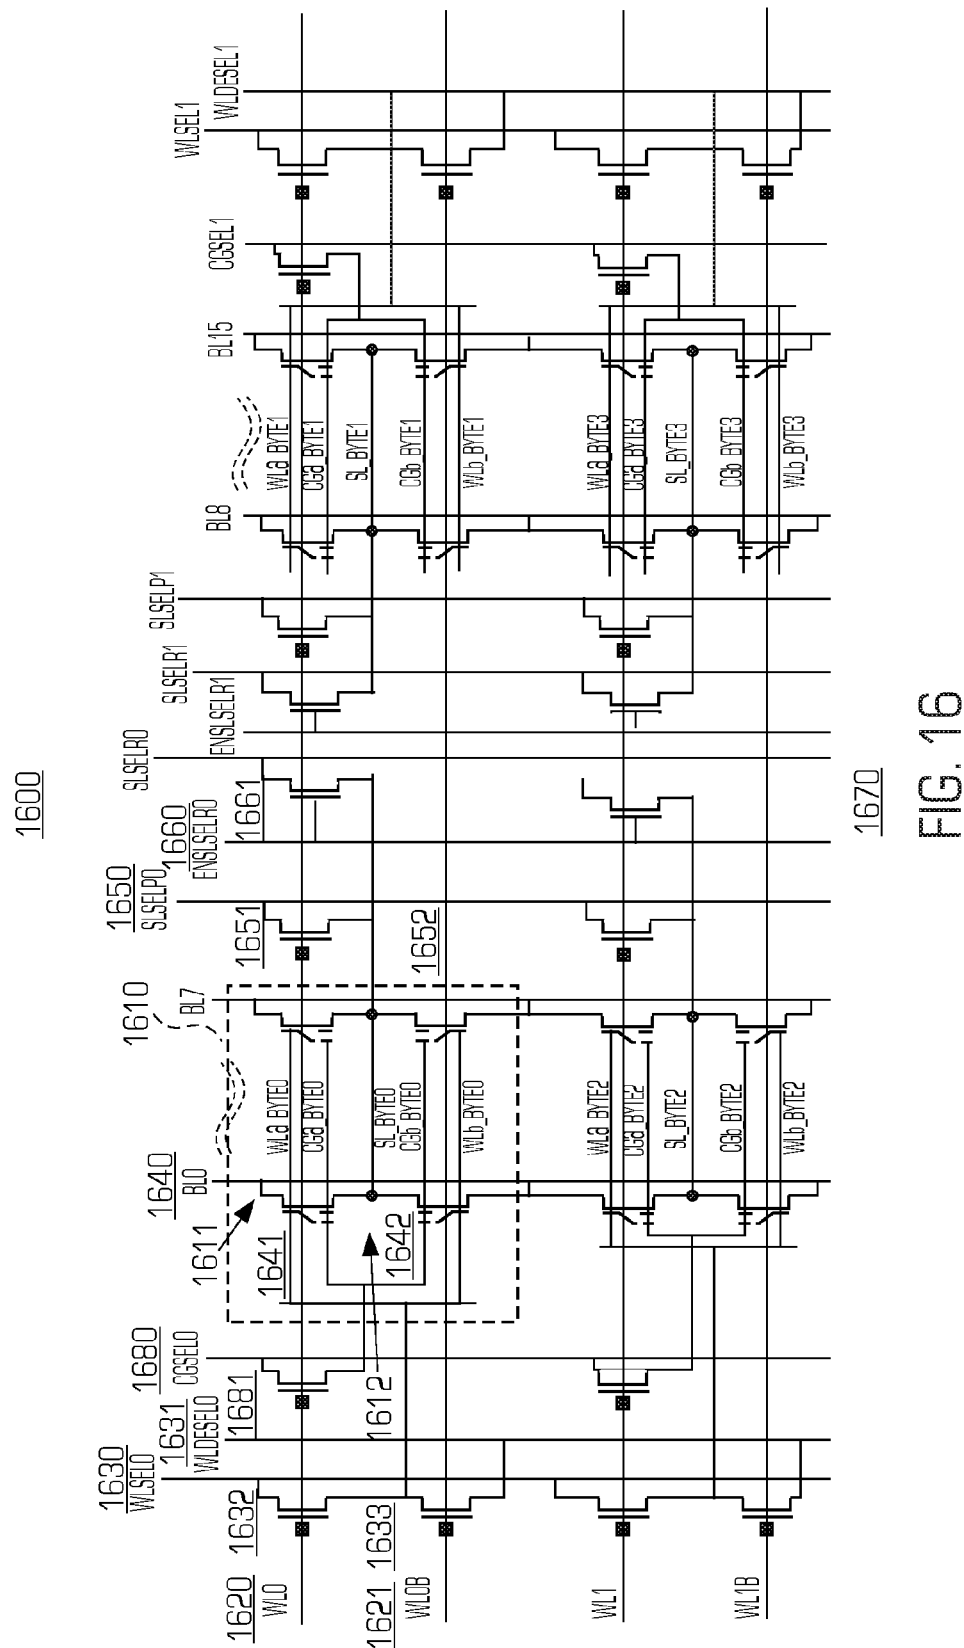 1600
FIG. 16
1670
1620
WL0
1621
WL0B
WL1
WL1B
1630
WLSEL0
1631
WLDESEL0
1632
1633
1680
CGSEL0
1681
1612
1611
1640
BL0
1641
1642
1610
BL7
WLa_BYTE0
CGa_BYTE0
SL_BYTE0
CGb_BYTE0
WLb_BYTE0
WLa_BYTE2
CGa_BYTE2
SL_BYTE2
CGb_BYTE2
WLb_BYTE2
1650
SLSELP0
1651
1652
1660
ENSLSELR0
1661
SLSELR0
ENSLSELR1
SLSELR1
SLSELP1
BL8
WLa_BYTE1
CGa_BYTE1
SL_BYTE1
CGb_BYTE1
WLb_BYTE1
WLa_BYTE3
CGa_BYTE3
SL_BYTE3
CGb_BYTE3
WLb_BYTE3
BL15
CGSEL1
WLSEL1
WLDESEL1